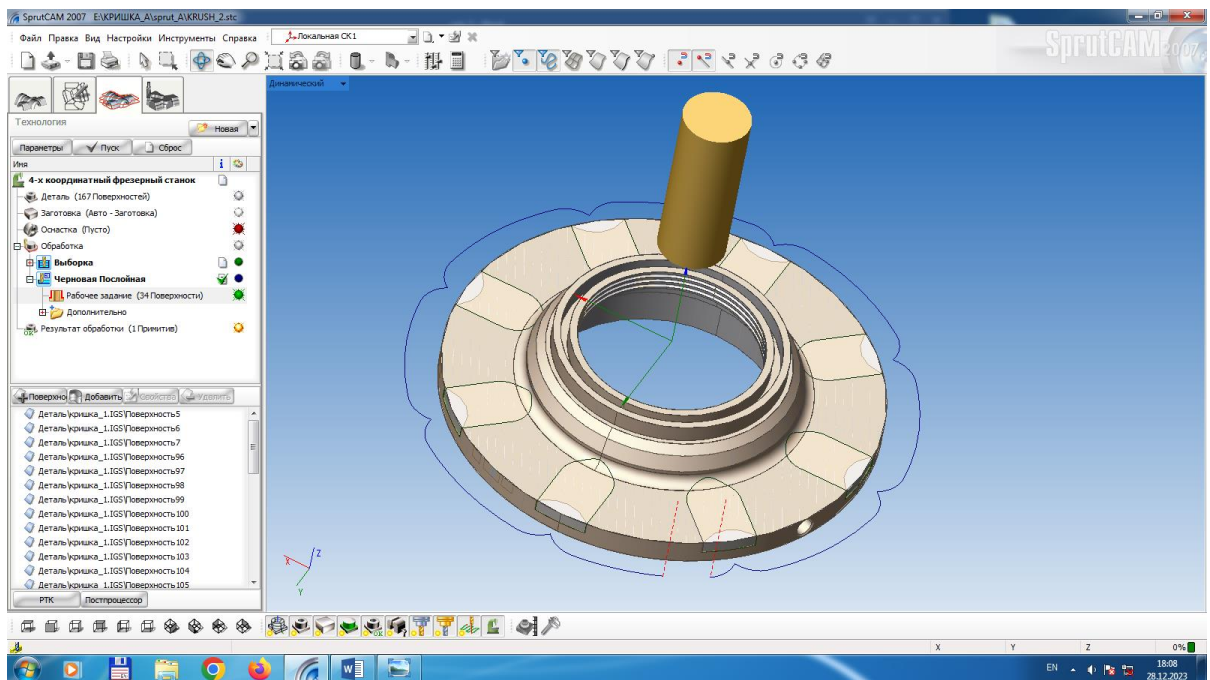 SprutCAM 2007 E:\КРИШКА_A\sprut_A\KRUSH_2.stc
Файл Правка Вид Настройки Инструменты Справка
Локальная СК1
SprutCAM 2007
Динамический
Технология
Новая
Параметры Пуск Сброс
Имя
4-х координатный фрезерный станок
Деталь (167 Поверхностей)
Заготовка (Авто - Заготовка)
Оснастка (Пусто)
Обработка
Выборка
Черновая Послойная
Рабочее задание (34 Поверхности)
Дополнительно
Результат обработки (1 Примитив)
Поверхно Добавить Свойства Удалить
Деталь\кришка_1.IGS\Поверхность5
Деталь\кришка_1.IGS\Поверхность6
Деталь\кришка_1.IGS\Поверхность7
Деталь\кришка_1.IGS\Поверхность96
Деталь\кришка_1.IGS\Поверхность97
Деталь\кришка_1.IGS\Поверхность98
Деталь\кришка_1.IGS\Поверхность99
Деталь\кришка_1.IGS\Поверхность100
Деталь\кришка_1.IGS\Поверхность101
Деталь\кришка_1.IGS\Поверхность102
Деталь\кришка_1.IGS\Поверхность103
Деталь\кришка_1.IGS\Поверхность104
Деталь\кришка_1.IGS\Поверхность105
РТК Постпроцессор
X Z
Y
X Y Z 0%
EN 18:08
28.12.2023